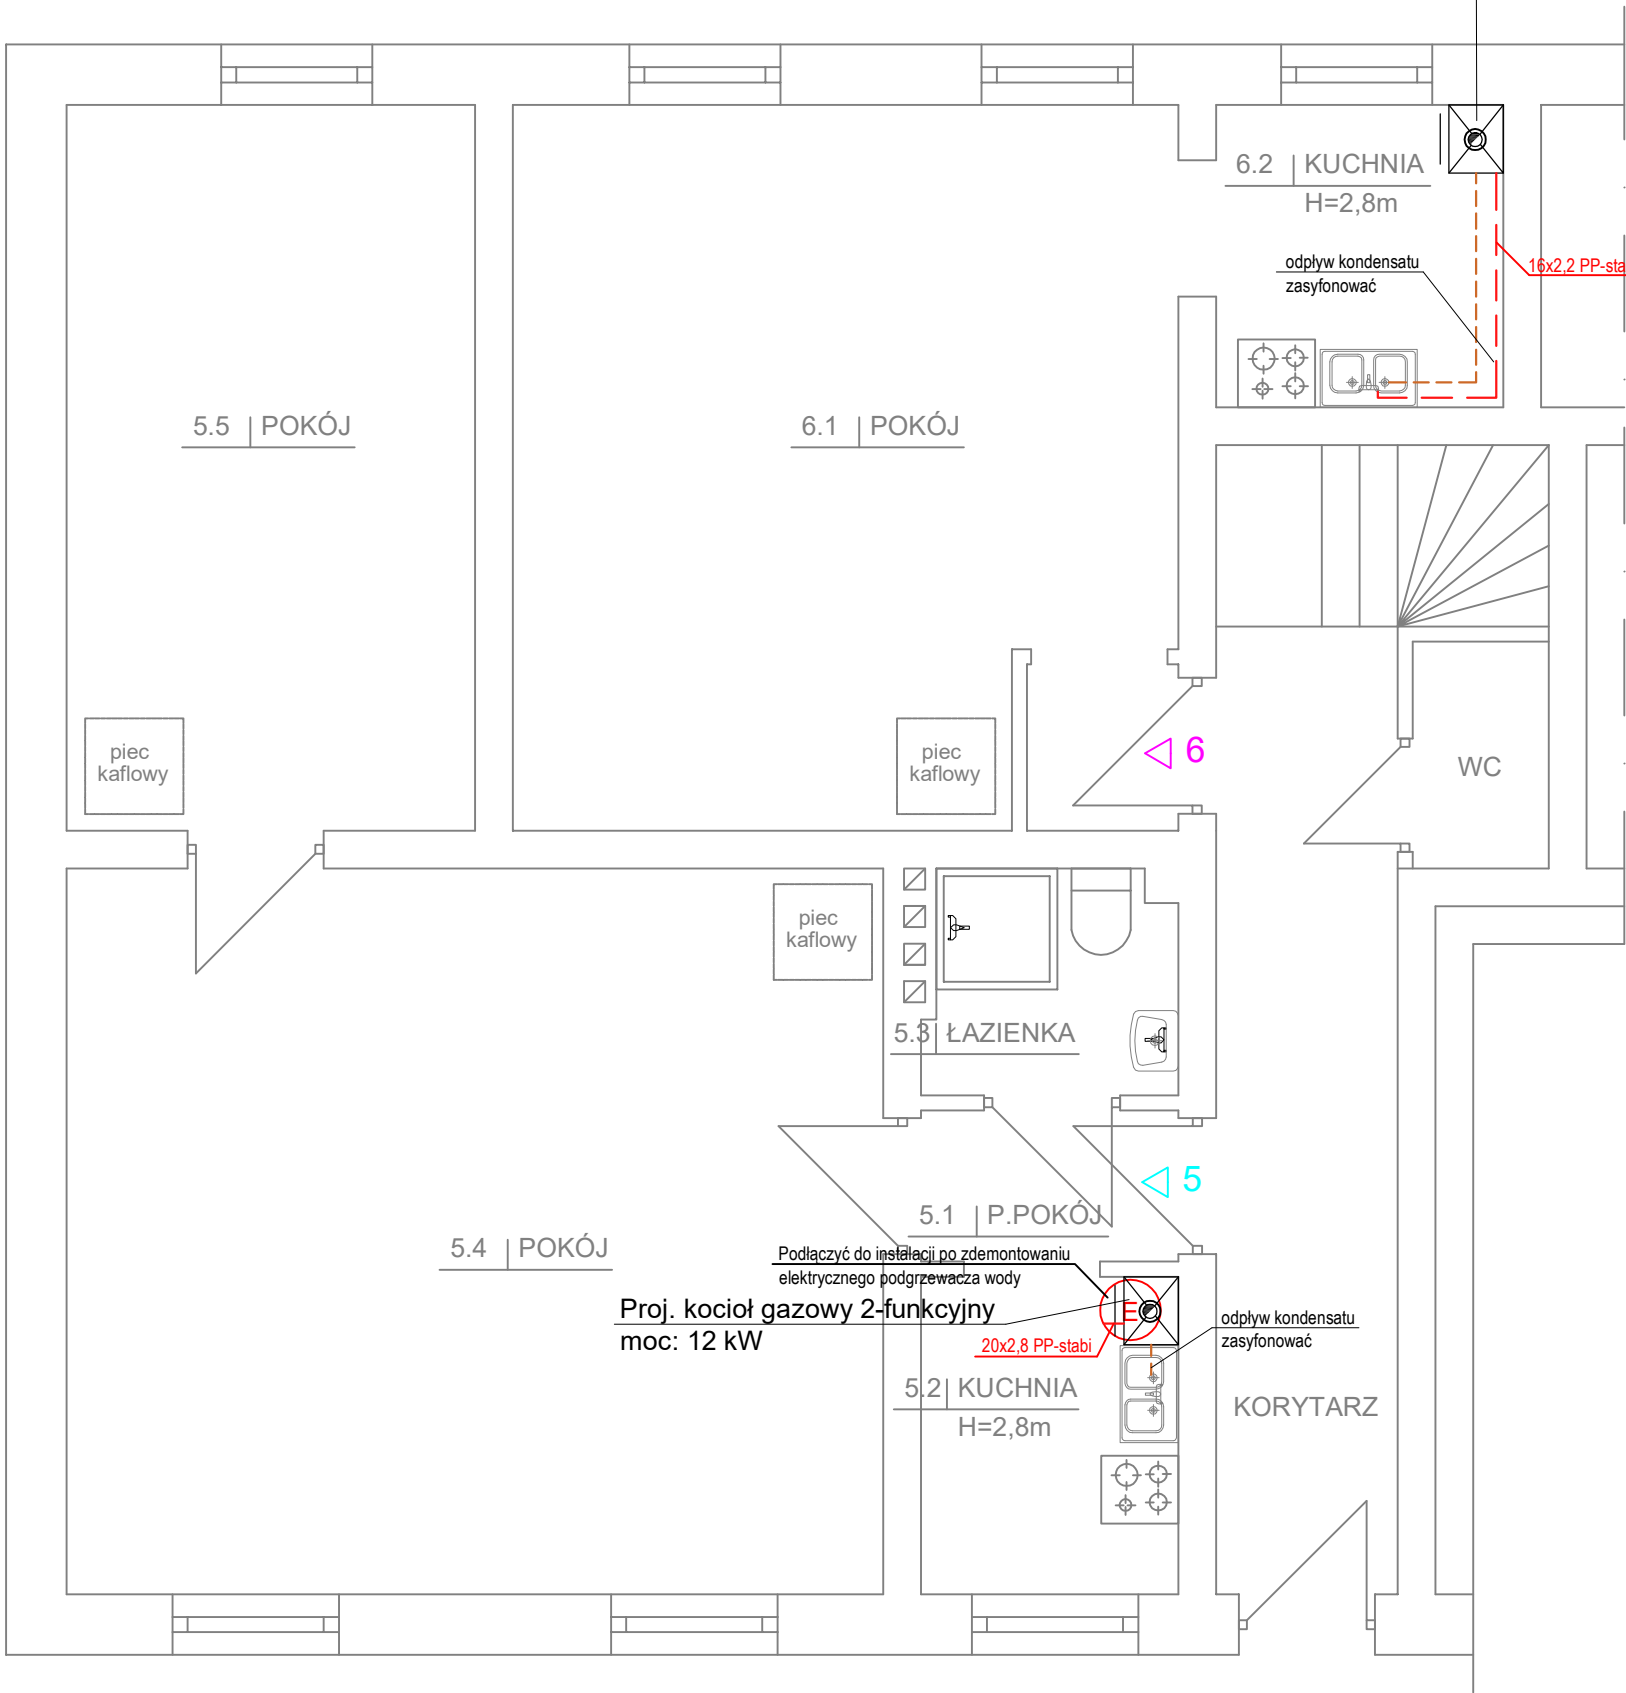 6.2 | KUCHNIA
H=2,8m
odpływ kondensatu
zasyfonować
16x2,2 PP-sta
5.5 | POKÓJ
6.1 | POKÓJ
piec
kaflowy
piec
kaflowy
6
WC
piec
kaflowy
5.3 | ŁAZIENKA
5
5.1 | P.POKÓJ
5.4 | POKÓJ
Podłączyć do instalacji po zdemontowaniu
elektrycznego podgrzewacza wody
Proj. kocioł gazowy 2-funkcyjny
moc: 12 kW
20x2,8 PP-stabi
odpływ kondensatu
zasyfonować
5.2 | KUCHNIA
H=2,8m
KORYTARZ